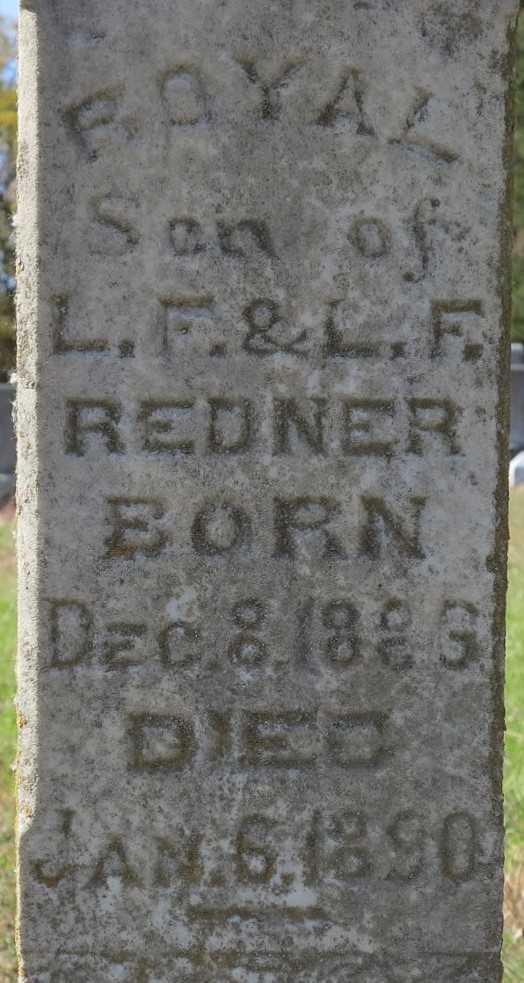 ROYAL
Son of
L. F. & L. F.
REDNER
BORN
DEC. 8, 1886
DIED
JAN. 6, 1890